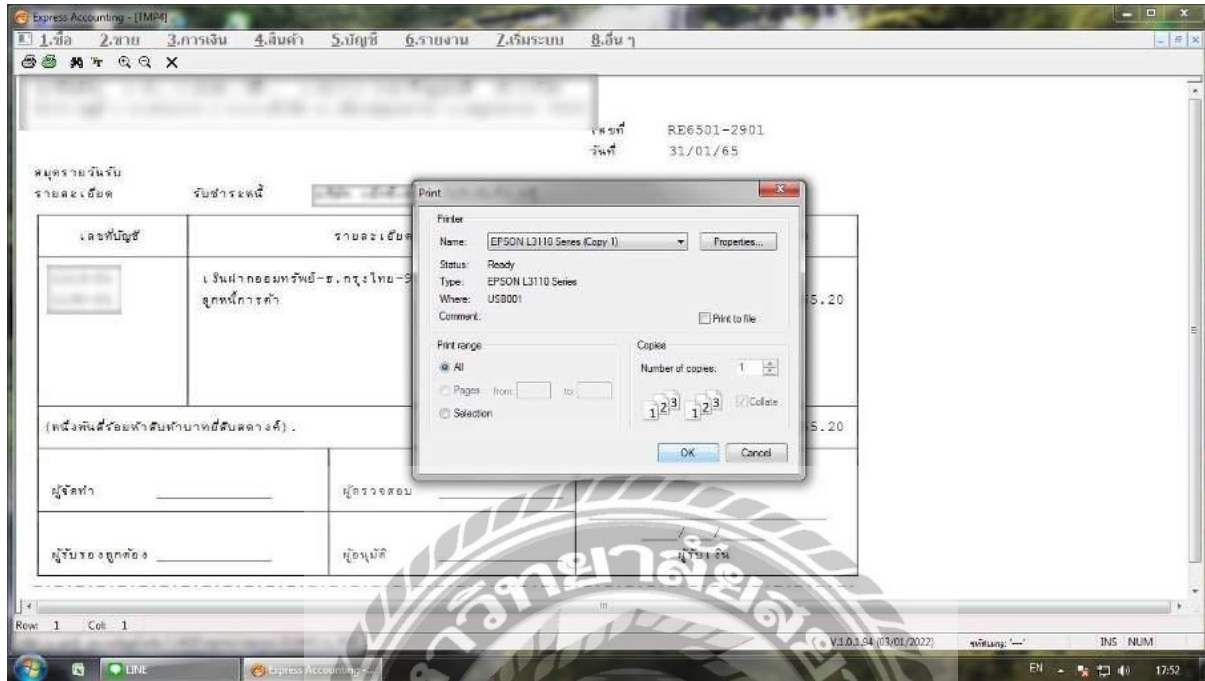 Express Accounting - [TMP4]
1.ซื้อ 2.ขาย 3.การเงิน 4.สินค้า 5.บัญชี 6.รายงาน 7.เริ่มระบบ 8.อื่น ๆ
เลขที่ RE6501-2901
วันที่ 31/01/65
สมุดรายวันรับ
รายละเอียด รับชำระหนี้
Print
Printer
Name: EPSON L3110 Series (Copy 1) Properties...
Status: Ready
Type: EPSON L3110 Series
Where: USB001
Comment:
Print to file
Print range
All
Pages from: to:
Selection
Copies
Number of copies: 1
1 2 3 1 2 3 Collate
OK Cancel
เลขที่บัญชี รายละเอีย
เงินฝากออมทรัพย์-ธ.กรุงไทย-9
ลูกหนี้การค้า 5.20
5.20
ผู้จัดทำ ผู้ตรวจสอบ
/ /
ผู้รับรองถูกต้อง ผู้อนุมัติ ผู้รับเงิน
Row: 1 Col: 1
V.1.0.1.94 (03/01/2022) INS NUM
LINE Express Accounting -... EN 17:52